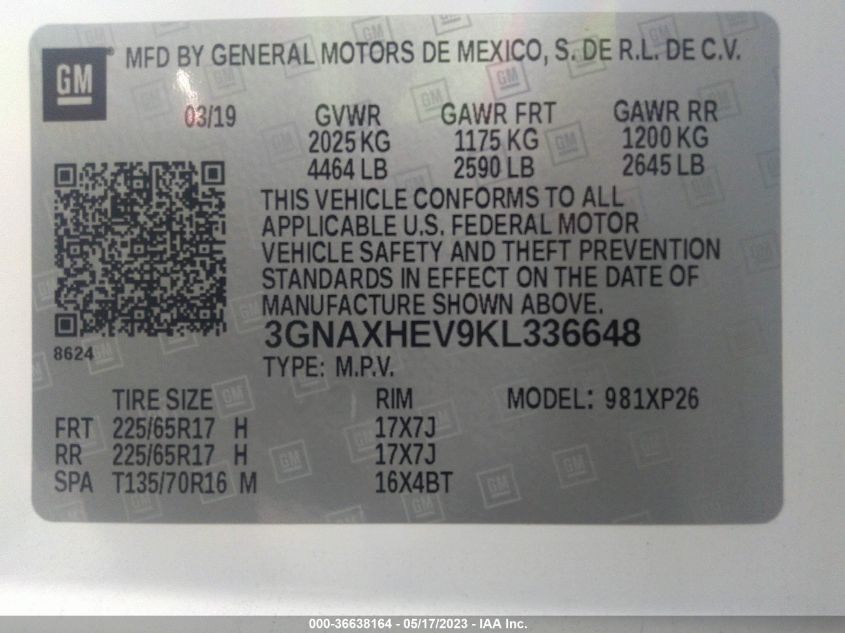 GM ® MFD BY GENERAL MOTORS DE MEXICO, S. DE R.L. DE C.V.
03/19 GVWR GAWR FRT GAWR RR
2025 KG 1175 KG 1200 KG
4464 LB 2590 LB 2645 LB
THIS VEHICLE CONFORMS TO ALL
APPLICABLE U.S. FEDERAL MOTOR
VEHICLE SAFETY AND THEFT PREVENTION
STANDARDS IN EFFECT ON THE DATE OF
MANUFACTURE SHOWN ABOVE.
3GNAXHEV9KL336648
8624
TYPE: M.P.V.
TIRE SIZE RIM MODEL: 981XP26
FRT 225/65R17 H 17X7J
RR 225/65R17 H 17X7J
SPA T135/70R16 M 16X4BT
000-36638164 - 05/17/2023 - IAA Inc.